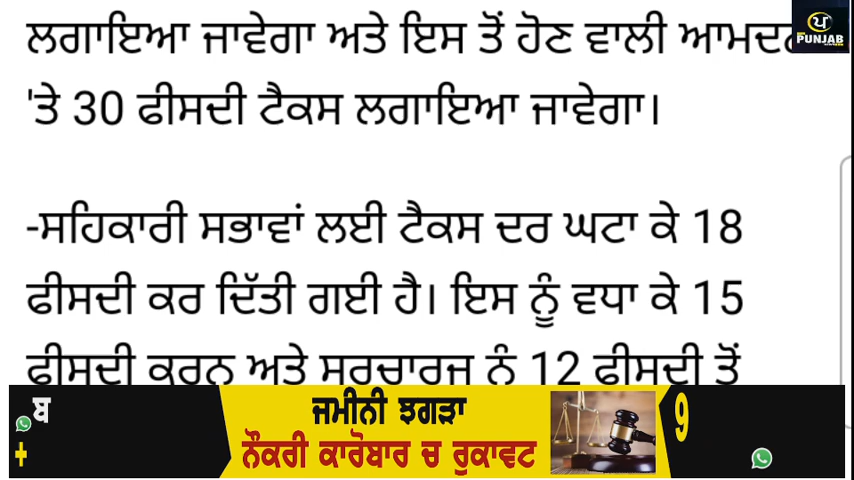 ਲਗਾਇਆ ਜਾਵੇਗਾ ਅਤੇ ਇਸ ਤੋਂ ਹੋਣ ਵਾਲੀ
PUNJAB
'ਤੇ 30 ਫੀਸਦੀ ਟੈਕਸ ਲਗਾਇਆ ਜਾਵੇਗਾ।
-ਸਹਿਕਾਰੀ ਸਭਾਵਾਂ ਲਈ ਟੈਕਸ ਦਰ ਘਟਾ ਕੇ 18
ਫੀਸਦੀ ਕਰ ਦਿੱਤੀ ਗਈ ਹੈ। ਇਸ ਨੂੰ ਵਧਾ ਕੇ 15
ਫੀਸਦੀ ਕਰਨ ਅਤੇ ਸਰਚਾਰਜ ਨੂੰ 12 ਫੀਸਦੀ ਤੋਂ
ਬ
+
ਜਮੀਨੀ ਝਗੜਾ
ਨੌਕਰੀ ਕਾਰੋਬਾਰ ਚ ਰੁਕਾਵਟ
9